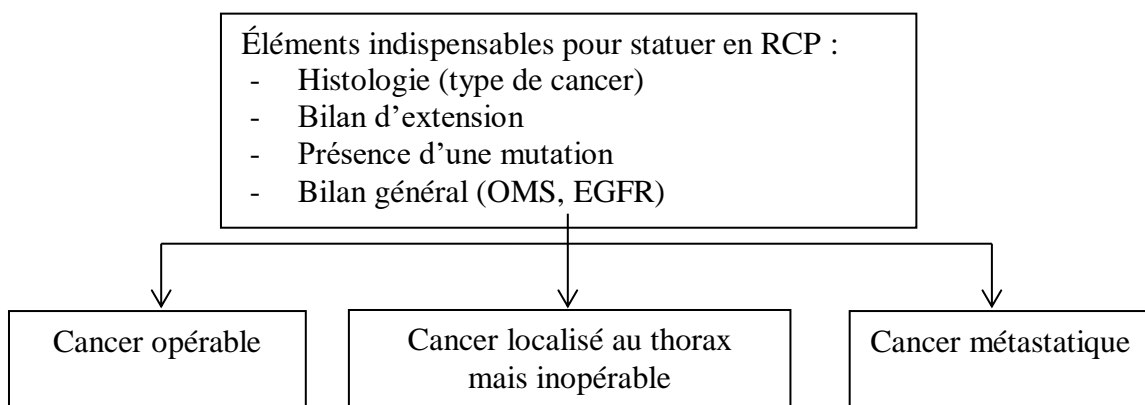 Éléments indispensables pour statuer en RCP :
- Histologie (type de cancer)
- Bilan d’extension
- Présence d’une mutation
- Bilan général (OMS, EGFR)
Cancer opérable
Cancer localisé au thorax
mais inopérable
Cancer métastatique